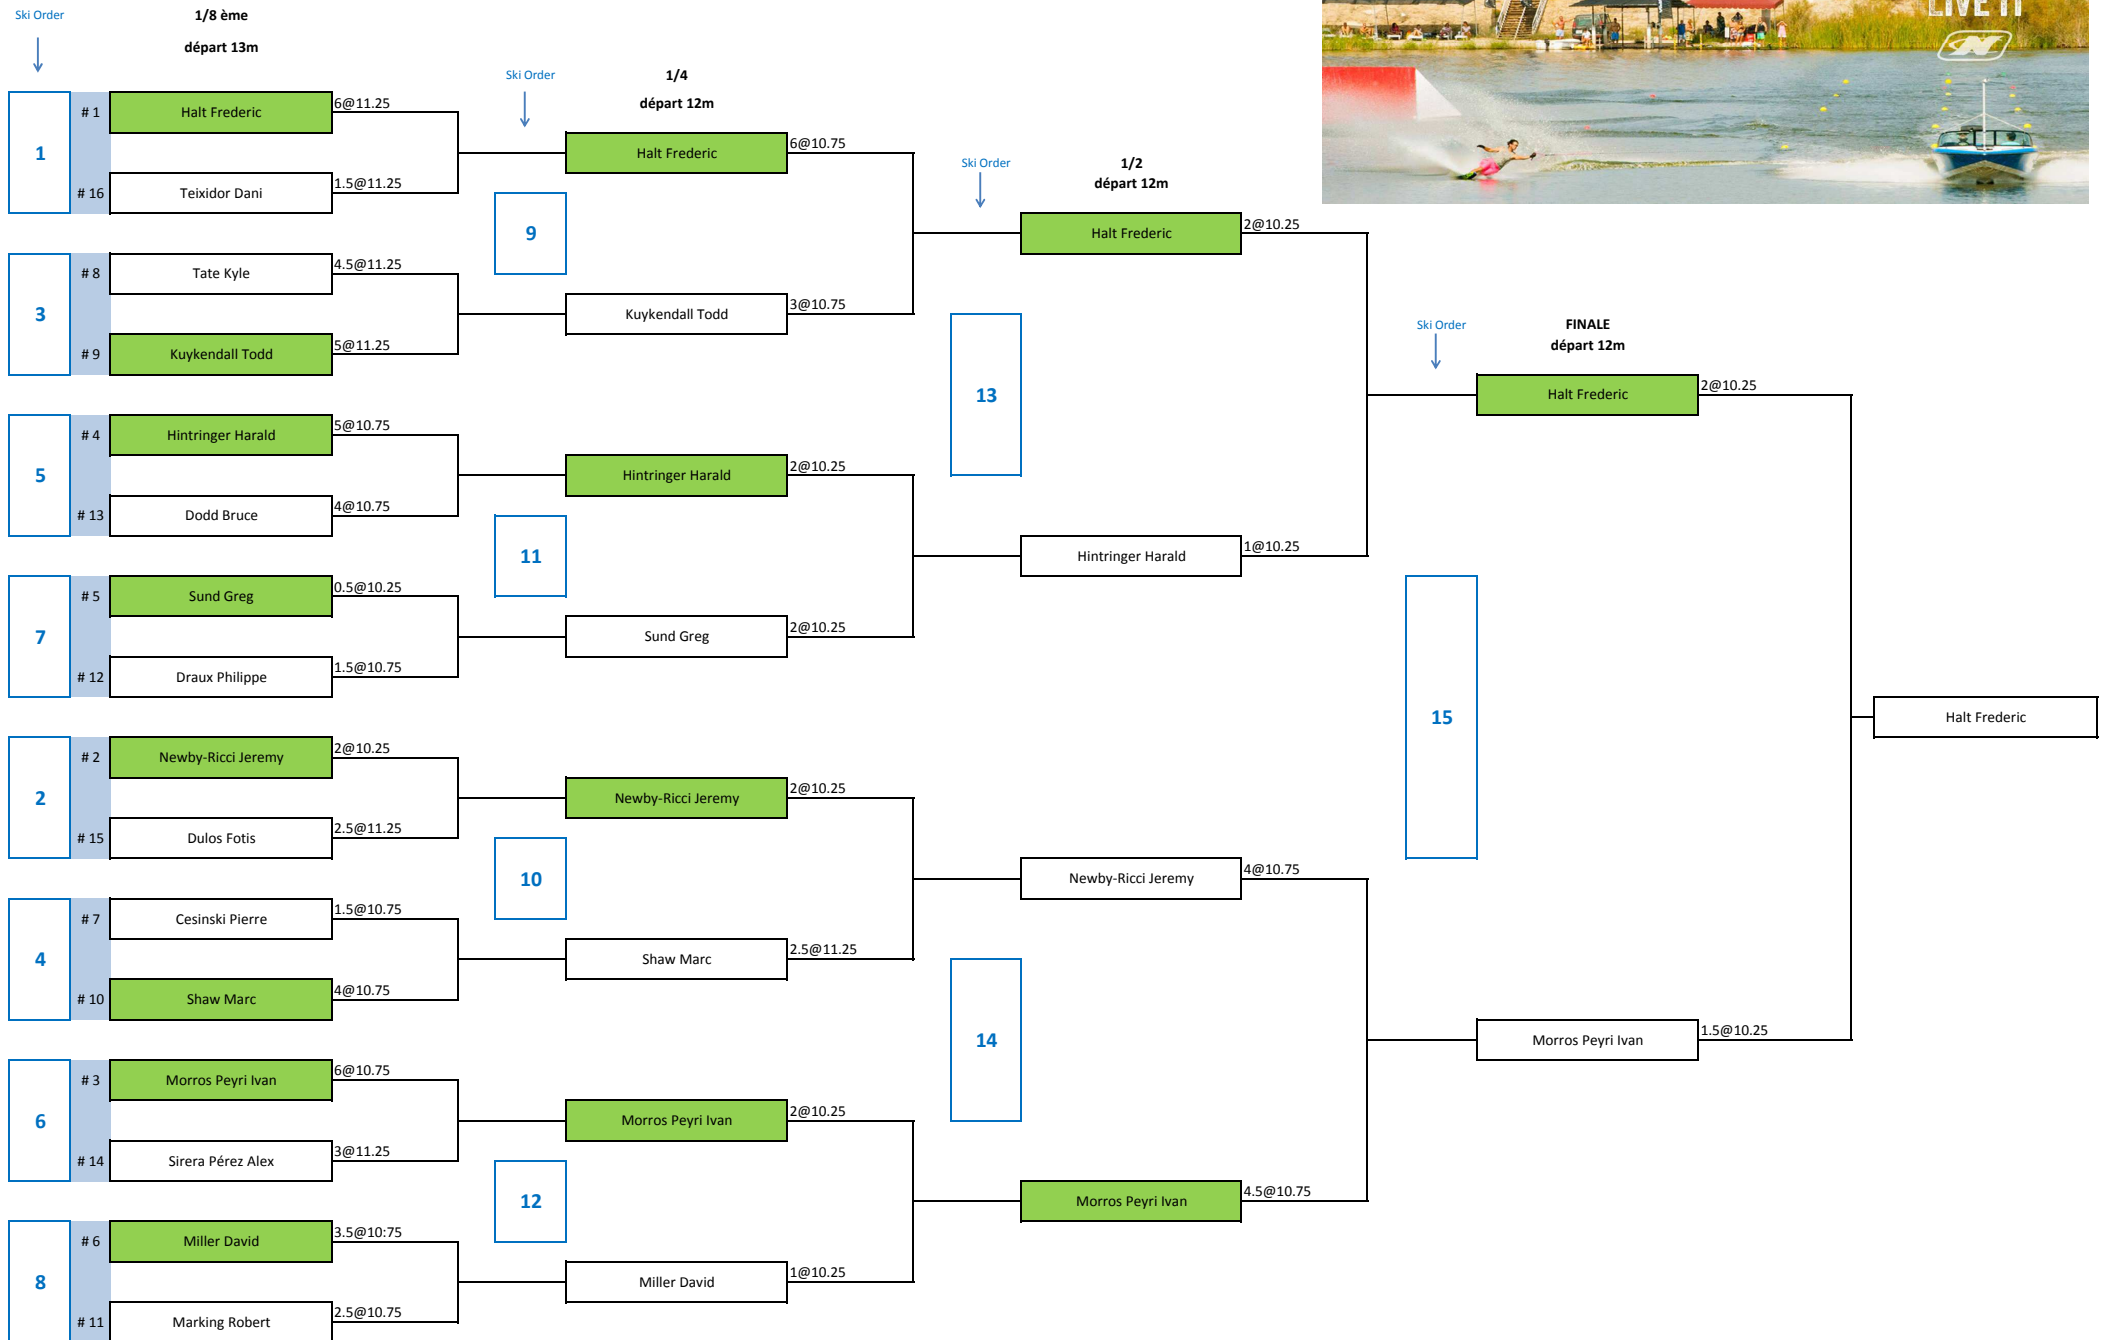 Ski Order
1/8 ème
départ 13m
1
# 1
Halt Frederic
6@11.25
# 16
Teixidor Dani
1.5@11.25
3
# 8
Tate Kyle
4.5@11.25
# 9
Kuykendall Todd
5@11.25
5
# 4
Hintringer Harald
5@10.75
# 13
Dodd Bruce
4@10.75
7
# 5
Sund Greg
0.5@10.25
# 12
Draux Philippe
1.5@10.75
2
# 2
Newby-Ricci Jeremy
2@10.25
# 15
Dulos Fotis
2.5@11.25
4
# 7
Cesinski Pierre
1.5@10.75
# 10
Shaw Marc
4@10.75
6
# 3
Morros Peyri Ivan
6@10.75
# 14
Sirera Pérez Alex
3@11.25
8
# 6
Miller David
3.5@10:75
# 11
Marking Robert
2.5@10.75
Ski Order
1/4
départ 12m
Halt Frederic
6@10.75
9
Kuykendall Todd
3@10.75
Hintringer Harald
2@10.25
11
Sund Greg
2@10.25
Newby-Ricci Jeremy
2@10.25
10
Shaw Marc
2.5@11.25
Morros Peyri Ivan
2@10.25
12
Miller David
1@10.25
Ski Order
1/2
départ 12m
Halt Frederic
2@10.25
13
Hintringer Harald
1@10.25
Newby-Ricci Jeremy
4@10.75
14
Morros Peyri Ivan
4.5@10.75
Ski Order
FINALE
départ 12m
Halt Frederic
2@10.25
15
Morros Peyri Ivan
1.5@10.25
Halt Frederic
LIVE IT